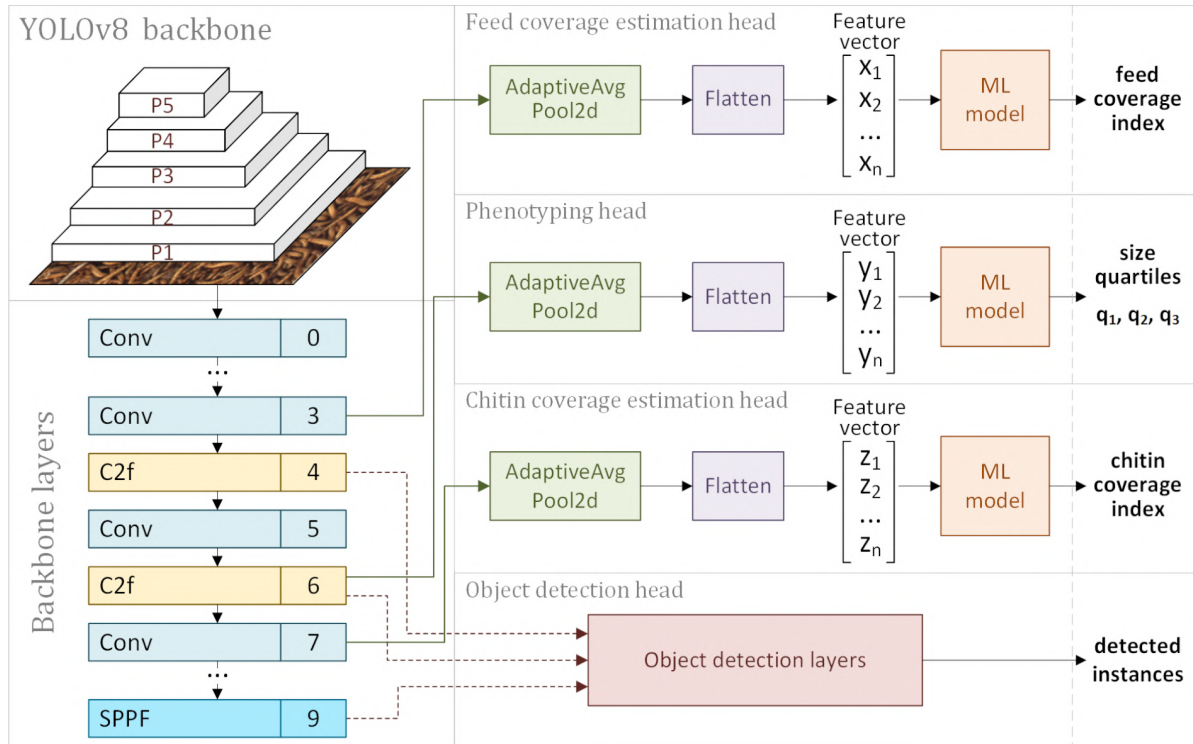 YOLOv8 backbone
P5
P4
P3
P2
P1
Backbone layers
Conv 0
...
Conv 3
C2f 4
Conv 5
C2f 6
Conv 7
...
SPPF 9
Feed coverage estimation head
AdaptiveAvg
Pool2d
Flatten
Feature
vector
x₁
x₂
...
xₙ
ML
model
feed
coverage
index
Phenotyping head
AdaptiveAvg
Pool2d
Flatten
Feature
vector
y₁
y₂
...
yₙ
ML
model
size
quartiles
q₁, q₂, q₃
Chitin coverage estimation head
AdaptiveAvg
Pool2d
Flatten
Feature
vector
z₁
z₂
...
zₙ
ML
model
chitin
coverage
index
Object detection head
Object detection layers
detected
instances